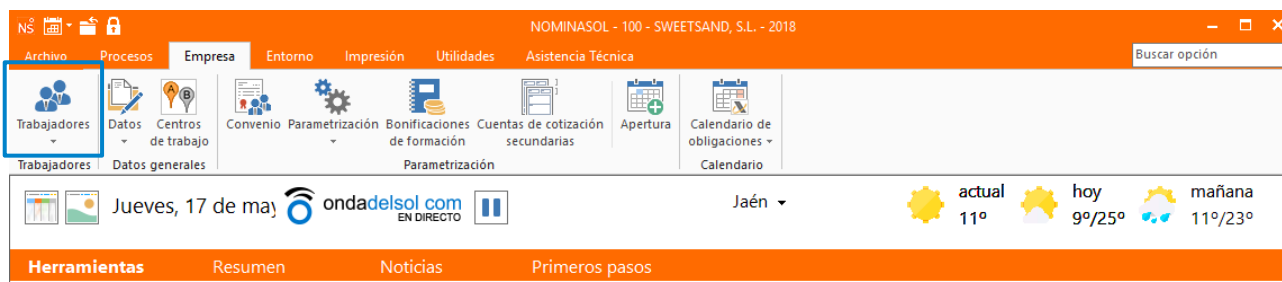 NS
NOMINASOL - 100 - SWEETSAND, S.L. - 2018
Archivo Procesos Empresa Entorno Impresión Utilidades Asistencia Técnica Buscar opción
A B
Trabajadores Datos Centros de trabajo Convenio Parametrización Bonificaciones de formación Cuentas de cotización secundarias Apertura Calendario de obligaciones
Trabajadores Datos generales Parametrización Calendario
Jueves, 17 de may
ondadelsol com
EN DIRECTO
Jaén
actual hoy mañana
11º 9º/25º 11º/23º
Herramientas Resumen Noticias Primeros pasos